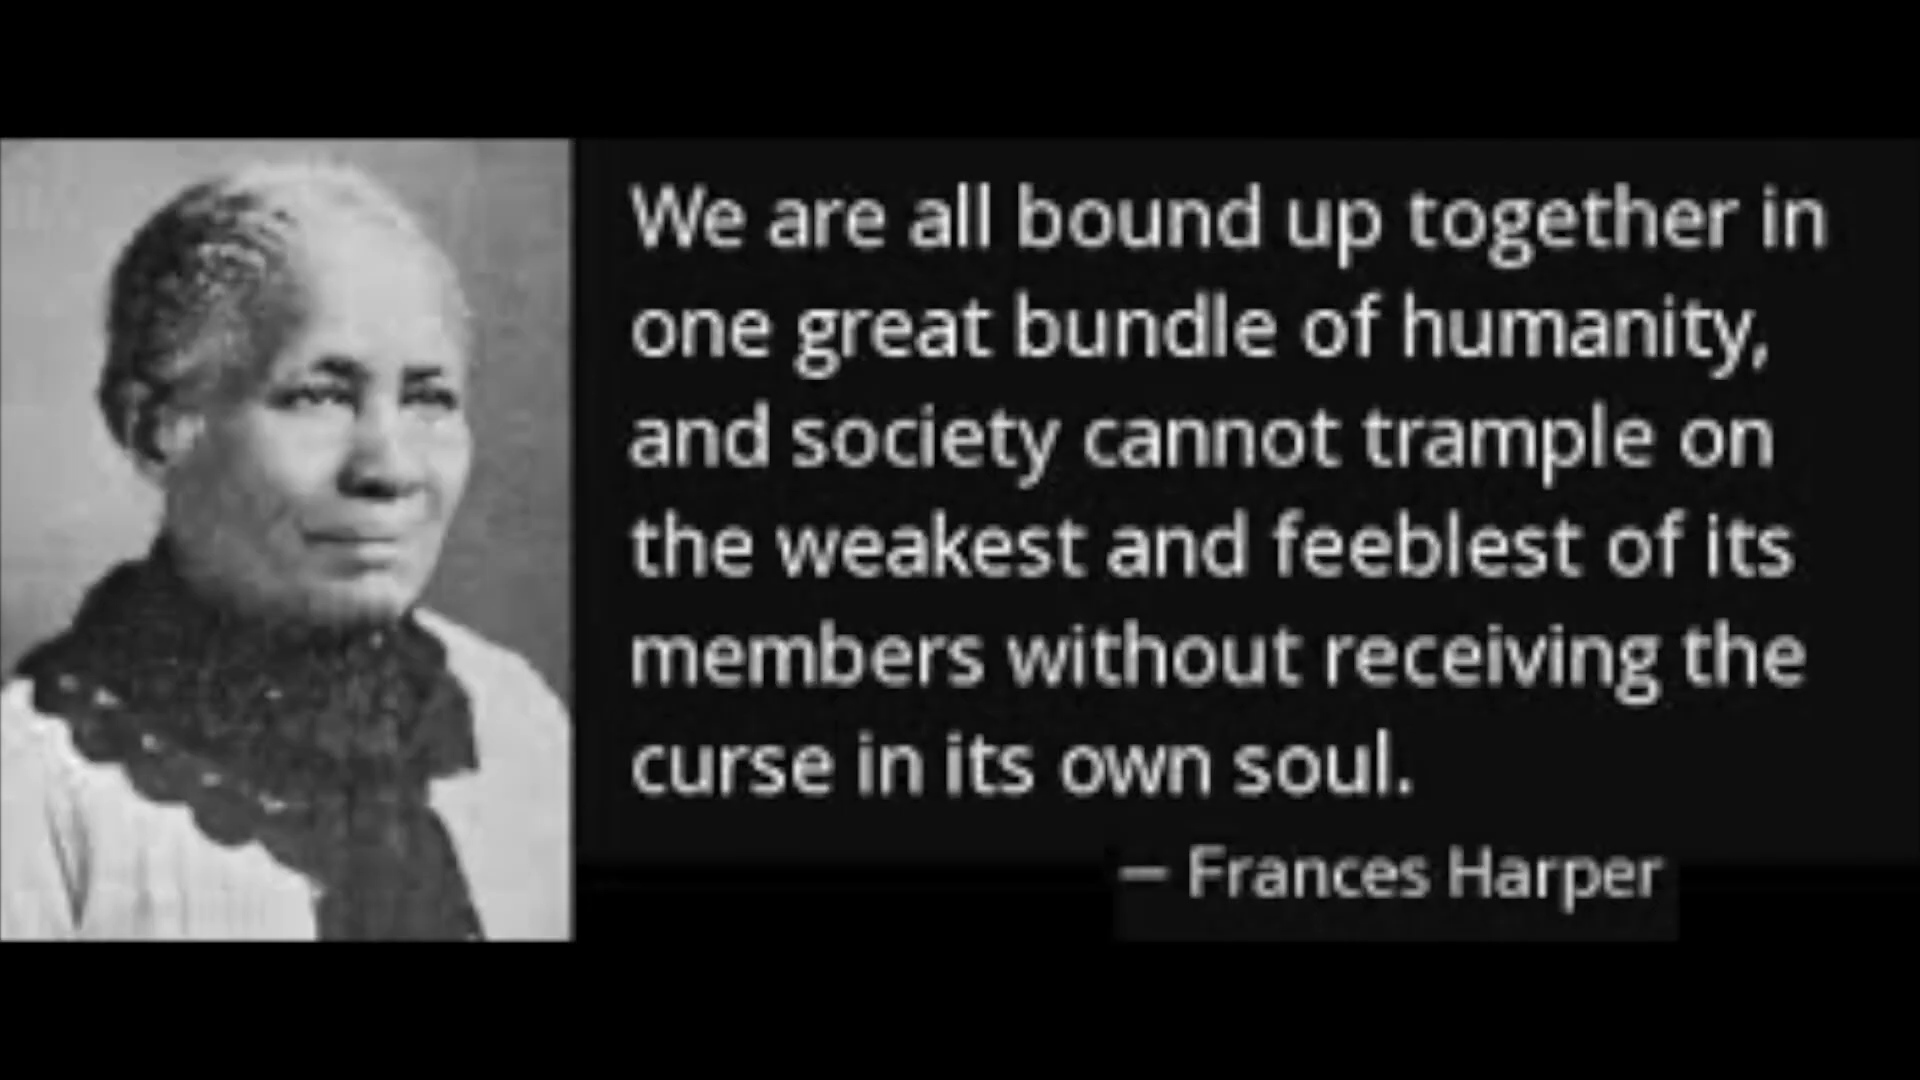 We are all bound up together in
one great bundle of humanity,
and society cannot trample on
the weakest and feeblest of its
members without receiving the
curse in its own soul.
— Frances Harper